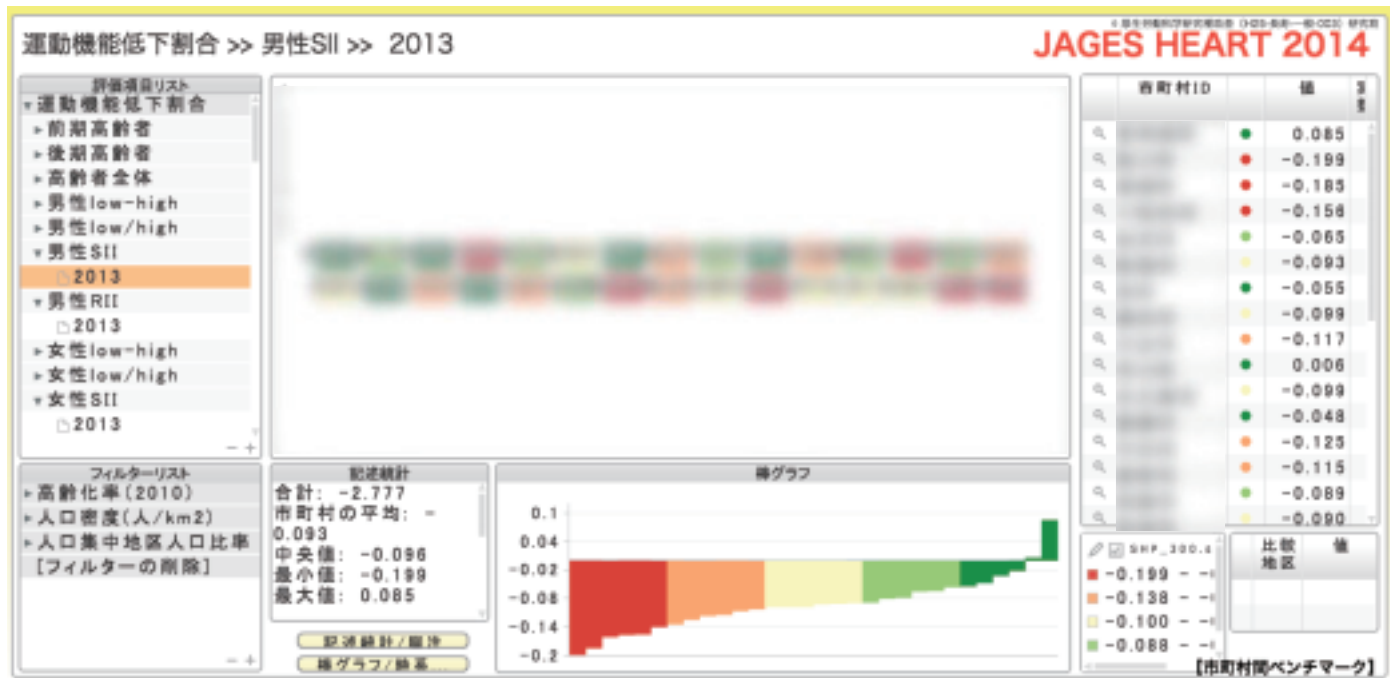 運動機能低下割合 >> 男性SII >> 2013
JAGES HEART 2014
評価項目リスト
運動機能低下割合
前期高齢者
後期高齢者
高齢者全体
男性low-high
男性low/high
男性SII
2013
男性RII
2013
女性low-high
女性low/high
女性SII
2013
フィルターリスト
高齢化率(2010)
人口密度(人/km2)
人口集中地区人口比率
[フィルターの削除]
記述統計
合計: -2.777
市町村の平均: -
0.093
中央値: -0.096
最小値: -0.199
最大値: 0.085
棒グラフ
0.1
0.04
-0.02
-0.08
-0.14
-0.2
市町村ID 値
0.085
-0.199
-0.185
-0.156
-0.065
-0.093
-0.055
-0.099
-0.117
0.006
-0.099
-0.048
-0.125
-0.115
-0.089
-0.090
-0.199 -
-0.138 -
-0.100 -
-0.088 -
比較 値
地区
【市町村間ベンチマーク】